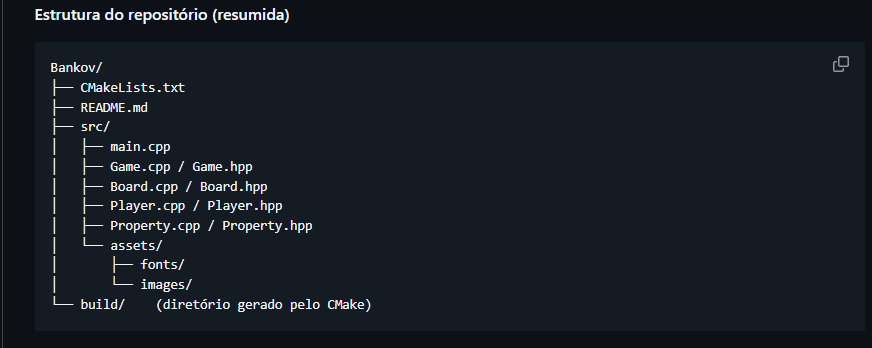 Estrutura do repositório (resumida)
Bankov/
├── CMakeLists.txt
├── README.md
├── src/
│   ├── main.cpp
│   ├── Game.cpp / Game.hpp
│   ├── Board.cpp / Board.hpp
│   ├── Player.cpp / Player.hpp
│   ├── Property.cpp / Property.hpp
│   └── assets/
│       ├── fonts/
│       └── images/
└── build/    (diretório gerado pelo CMake)